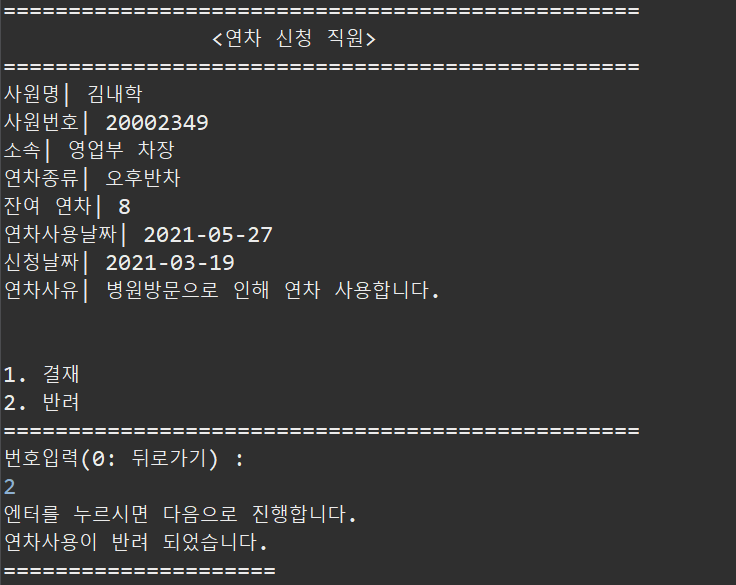 =================================================
<연차 신청 직원>
=================================================
사원명| 김내학
사원번호| 20002349
소속| 영업부 차장
연차종류| 오후반차
잔여 연차| 8
연차사용날짜| 2021-05-27
신청날짜| 2021-03-19
연차사유| 병원방문으로 인해 연차 사용합니다.
1. 결재
2. 반려
=================================================
번호입력(0: 뒤로가기) :
2
엔터를 누르시면 다음으로 진행합니다.
연차사용이 반려 되었습니다.
=====================